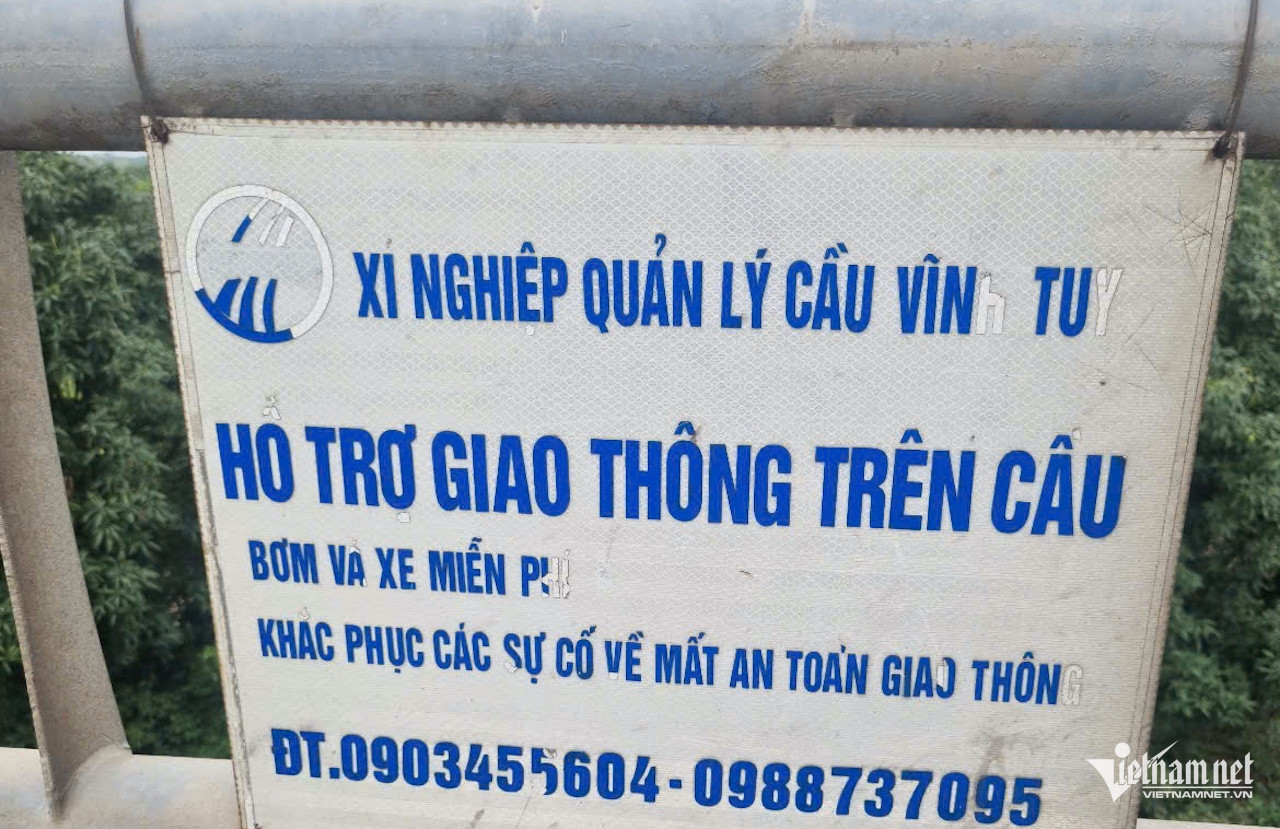 XÍ NGHIỆP QUẢN LÝ CẦU VĨNH TUY
HỖ TRỢ GIAO THÔNG TRÊN CẦU
BƠM VÁ XE MIỄN PHÍ
KHẮC PHỤC CÁC SỰ CỐ VỀ MẤT AN TOÀN GIAO THÔNG
ĐT.0903455604 - 0988737095
vietnamnet
VIETNAMNET.VN